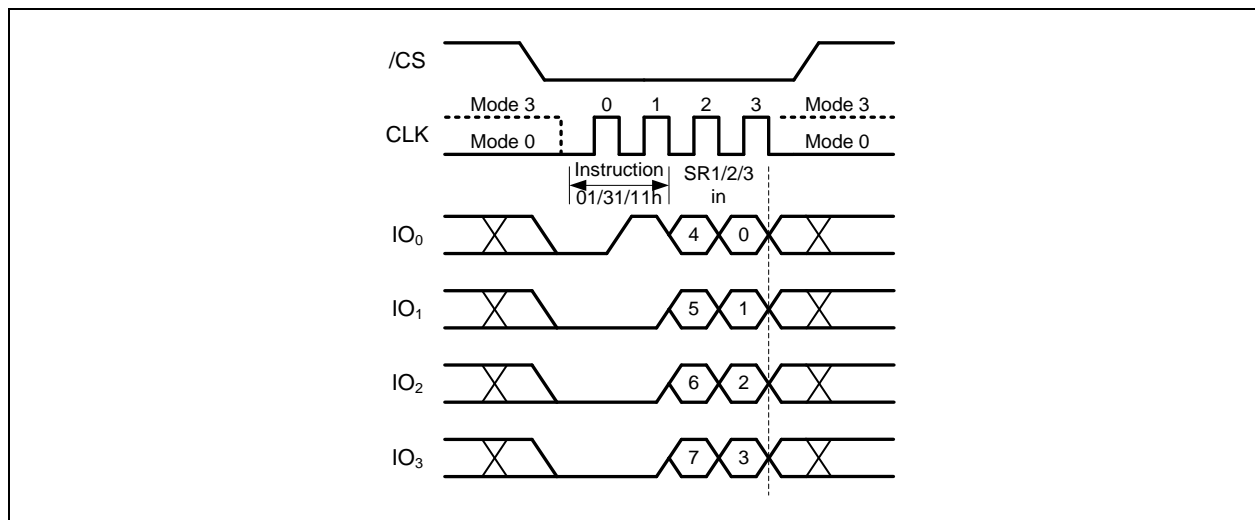 /CS
Mode 3 0 1 2 3 Mode 3
CLK
Mode 0 Mode 0
Instruction SR1/2/3
01/31/11h in
IO₀ 4 0
IO₁ 5 1
IO₂ 6 2
IO₃ 7 3